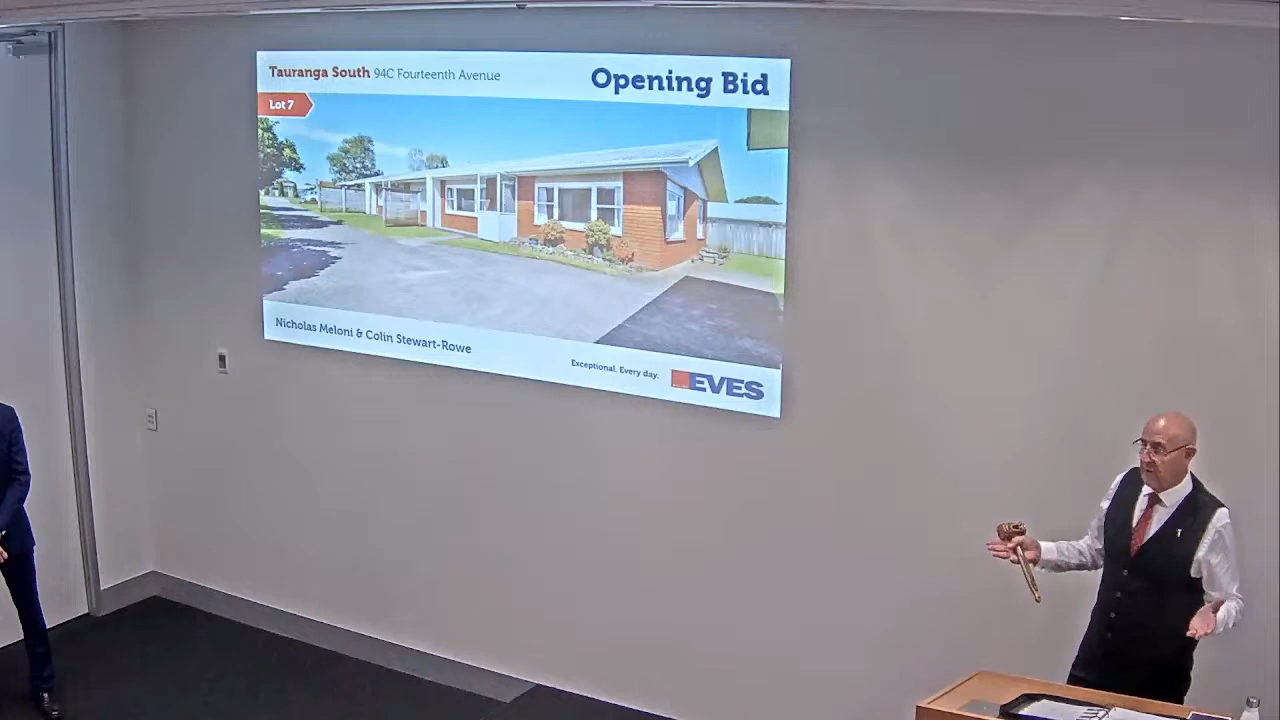 Tauranga South 94C Fourteenth Avenue
Opening Bid
Lot 7
Nicholas Meloni & Colin Stewart-Rowe
Exceptional. Every day.
EVES